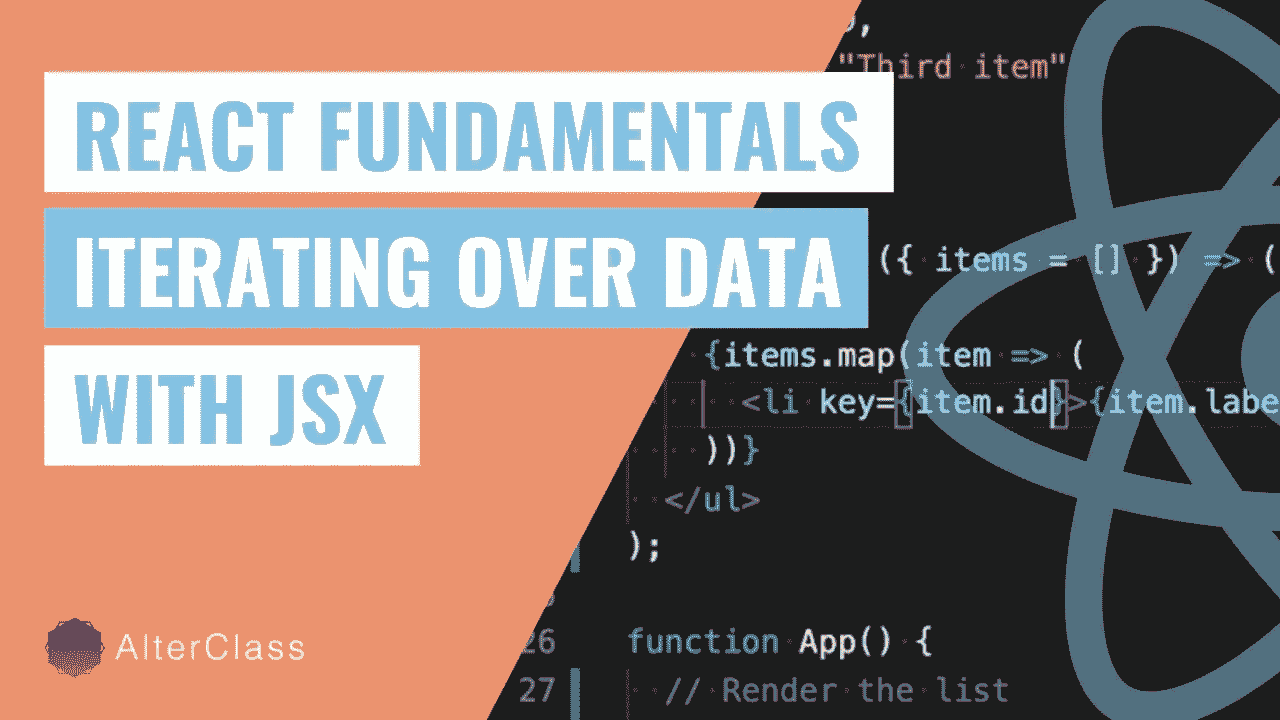 REACT FUNDAMENTALS
ITERATING OVER DATA
WITH JSX
"Third item"
({ items = [] }) => (
{items.map(item => (
<li key={item.id}>{item.labe
))}
</ul>
);
26 function App() {
27 // Render the list
AlterClass